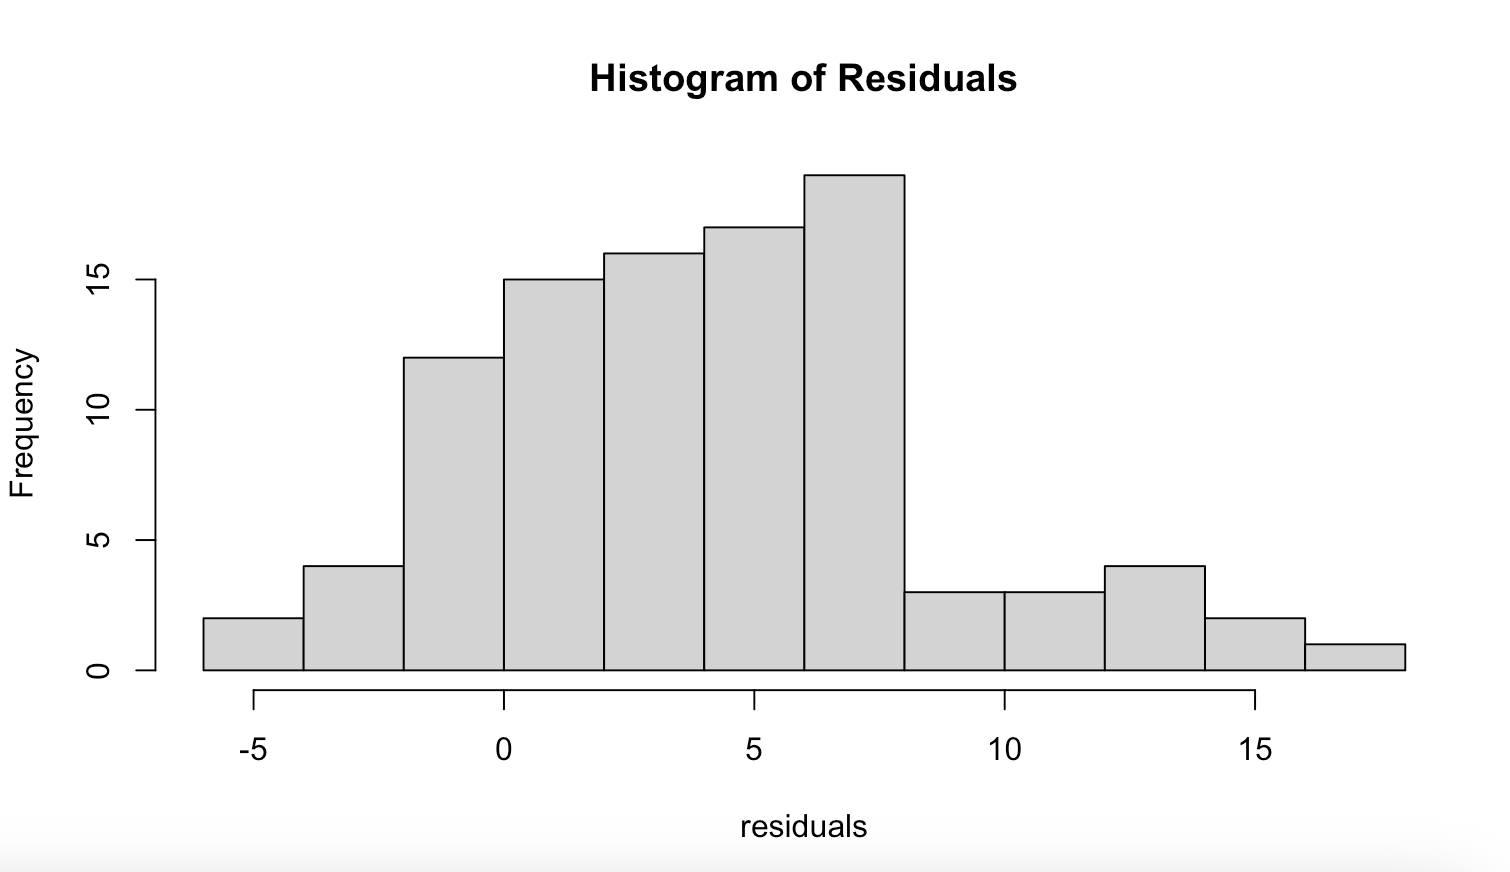 Histogram of Residuals
Frequency
15
10
5
0
-5 0 5 10 15
residuals